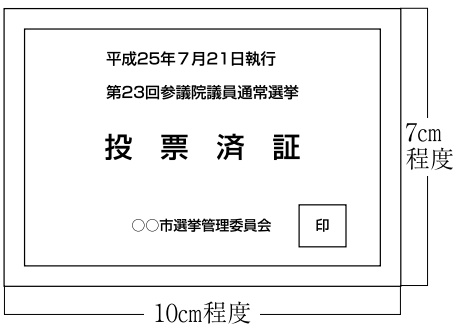 平成25年7月21日執行
第23回参議院議員通常選挙
投票済証
○○市選挙管理委員会
印
7cm
程度
10cm程度